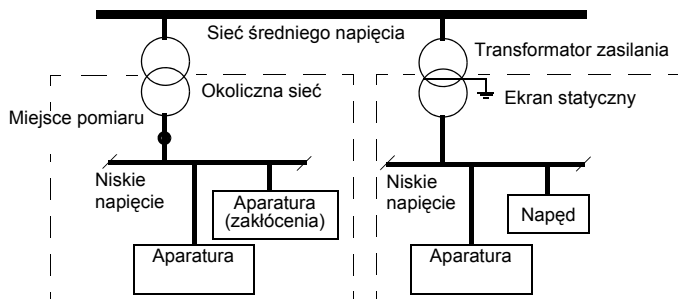 Sieć średniego napięcia
Transformator zasilania
Okoliczna sieć
Ekran statyczny
Miejsce pomiaru
Niskie
napięcie
Aparatura
(zakłócenia)
Aparatura
Niskie
napięcie
Napęd
Aparatura